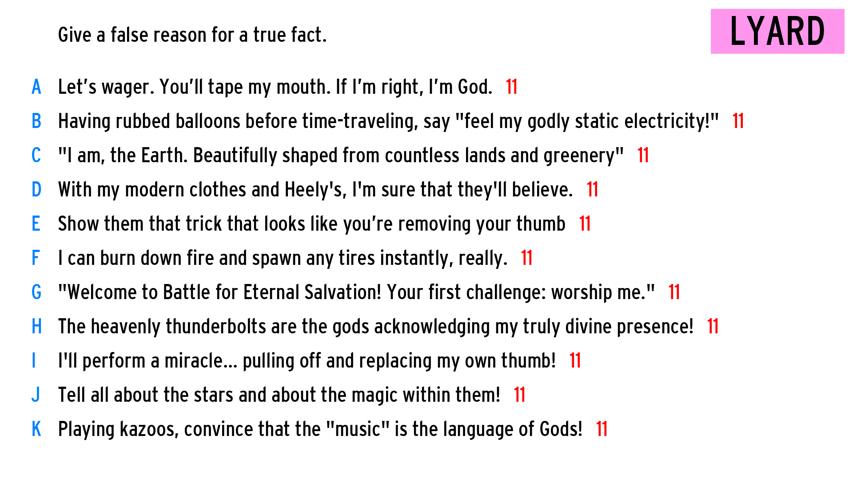 Give a false reason for a true fact.
LYARD
A Let's wager. You'll tape my mouth. If I'm right, I'm God. 11
B Having rubbed balloons before time-traveling, say "feel my godly static electricity!" 11
C "I am, the Earth. Beautifully shaped from countless lands and greenery" 11
D With my modern clothes and Heely's, I'm sure that they'll believe. 11
E Show them that trick that looks like you're removing your thumb 11
F I can burn down fire and spawn any tires instantly, really. 11
G "Welcome to Battle for Eternal Salvation! Your first challenge: worship me." 11
H The heavenly thunderbolts are the gods acknowledging my truly divine presence! 11
I I'll perform a miracle... pulling off and replacing my own thumb! 11
J Tell all about the stars and about the magic within them! 11
K Playing kazoos, convince that the "music" is the language of Gods! 11